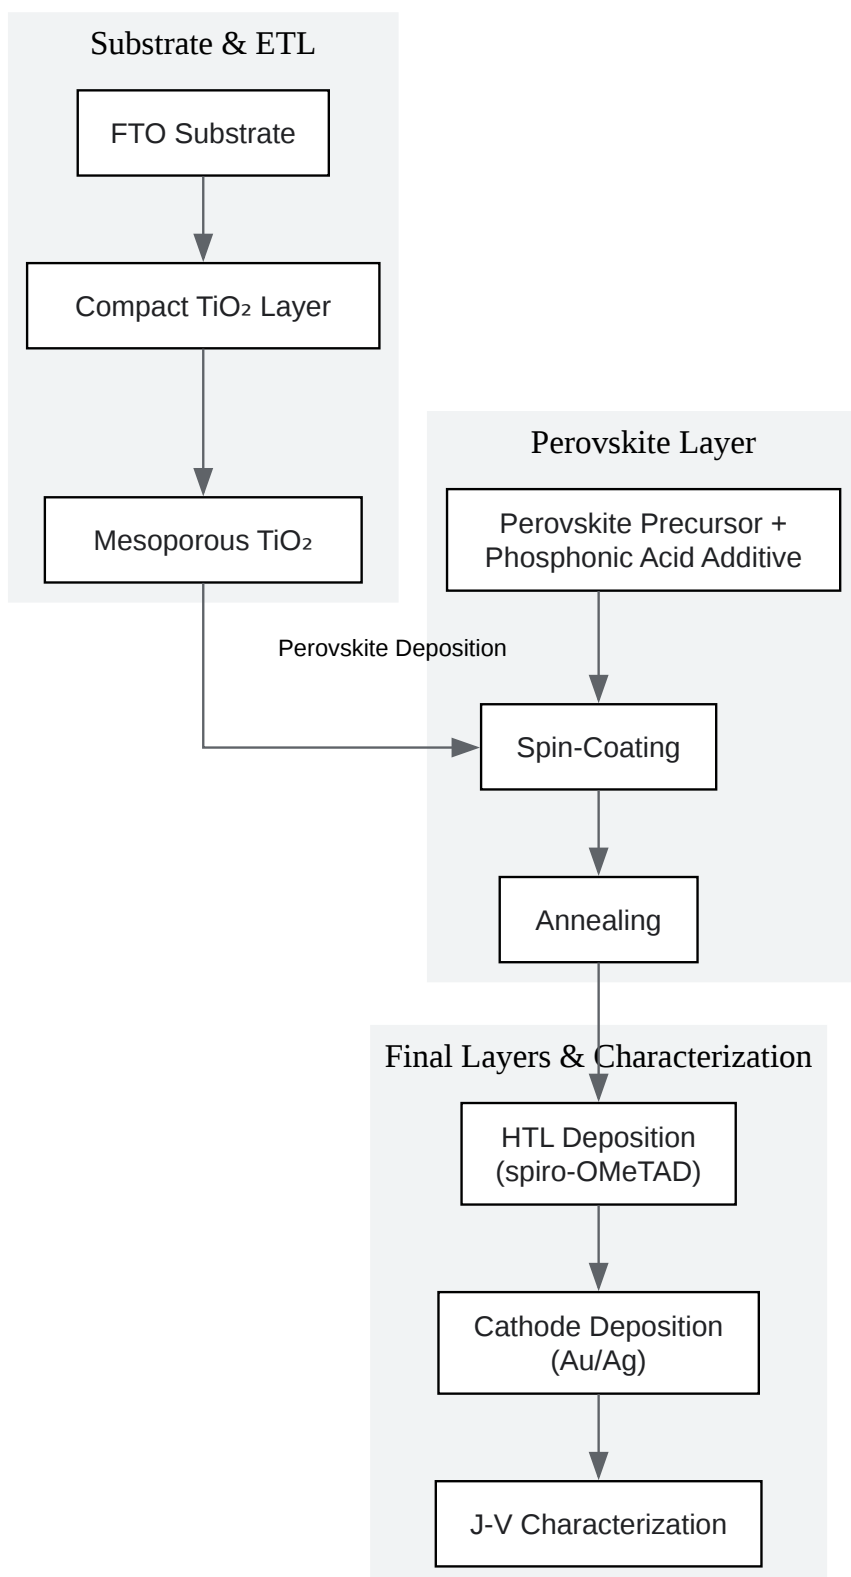 Substrate & ETL
FTO Substrate
Compact TiO₂ Layer
Mesoporous TiO₂
Perovskite Layer
Perovskite Precursor +
Phosphonic Acid Additive
Perovskite Deposition
Spin-Coating
Annealing
Final Layers & Characterization
HTL Deposition
(spiro-OMeTAD)
Cathode Deposition
(Au/Ag)
J-V Characterization